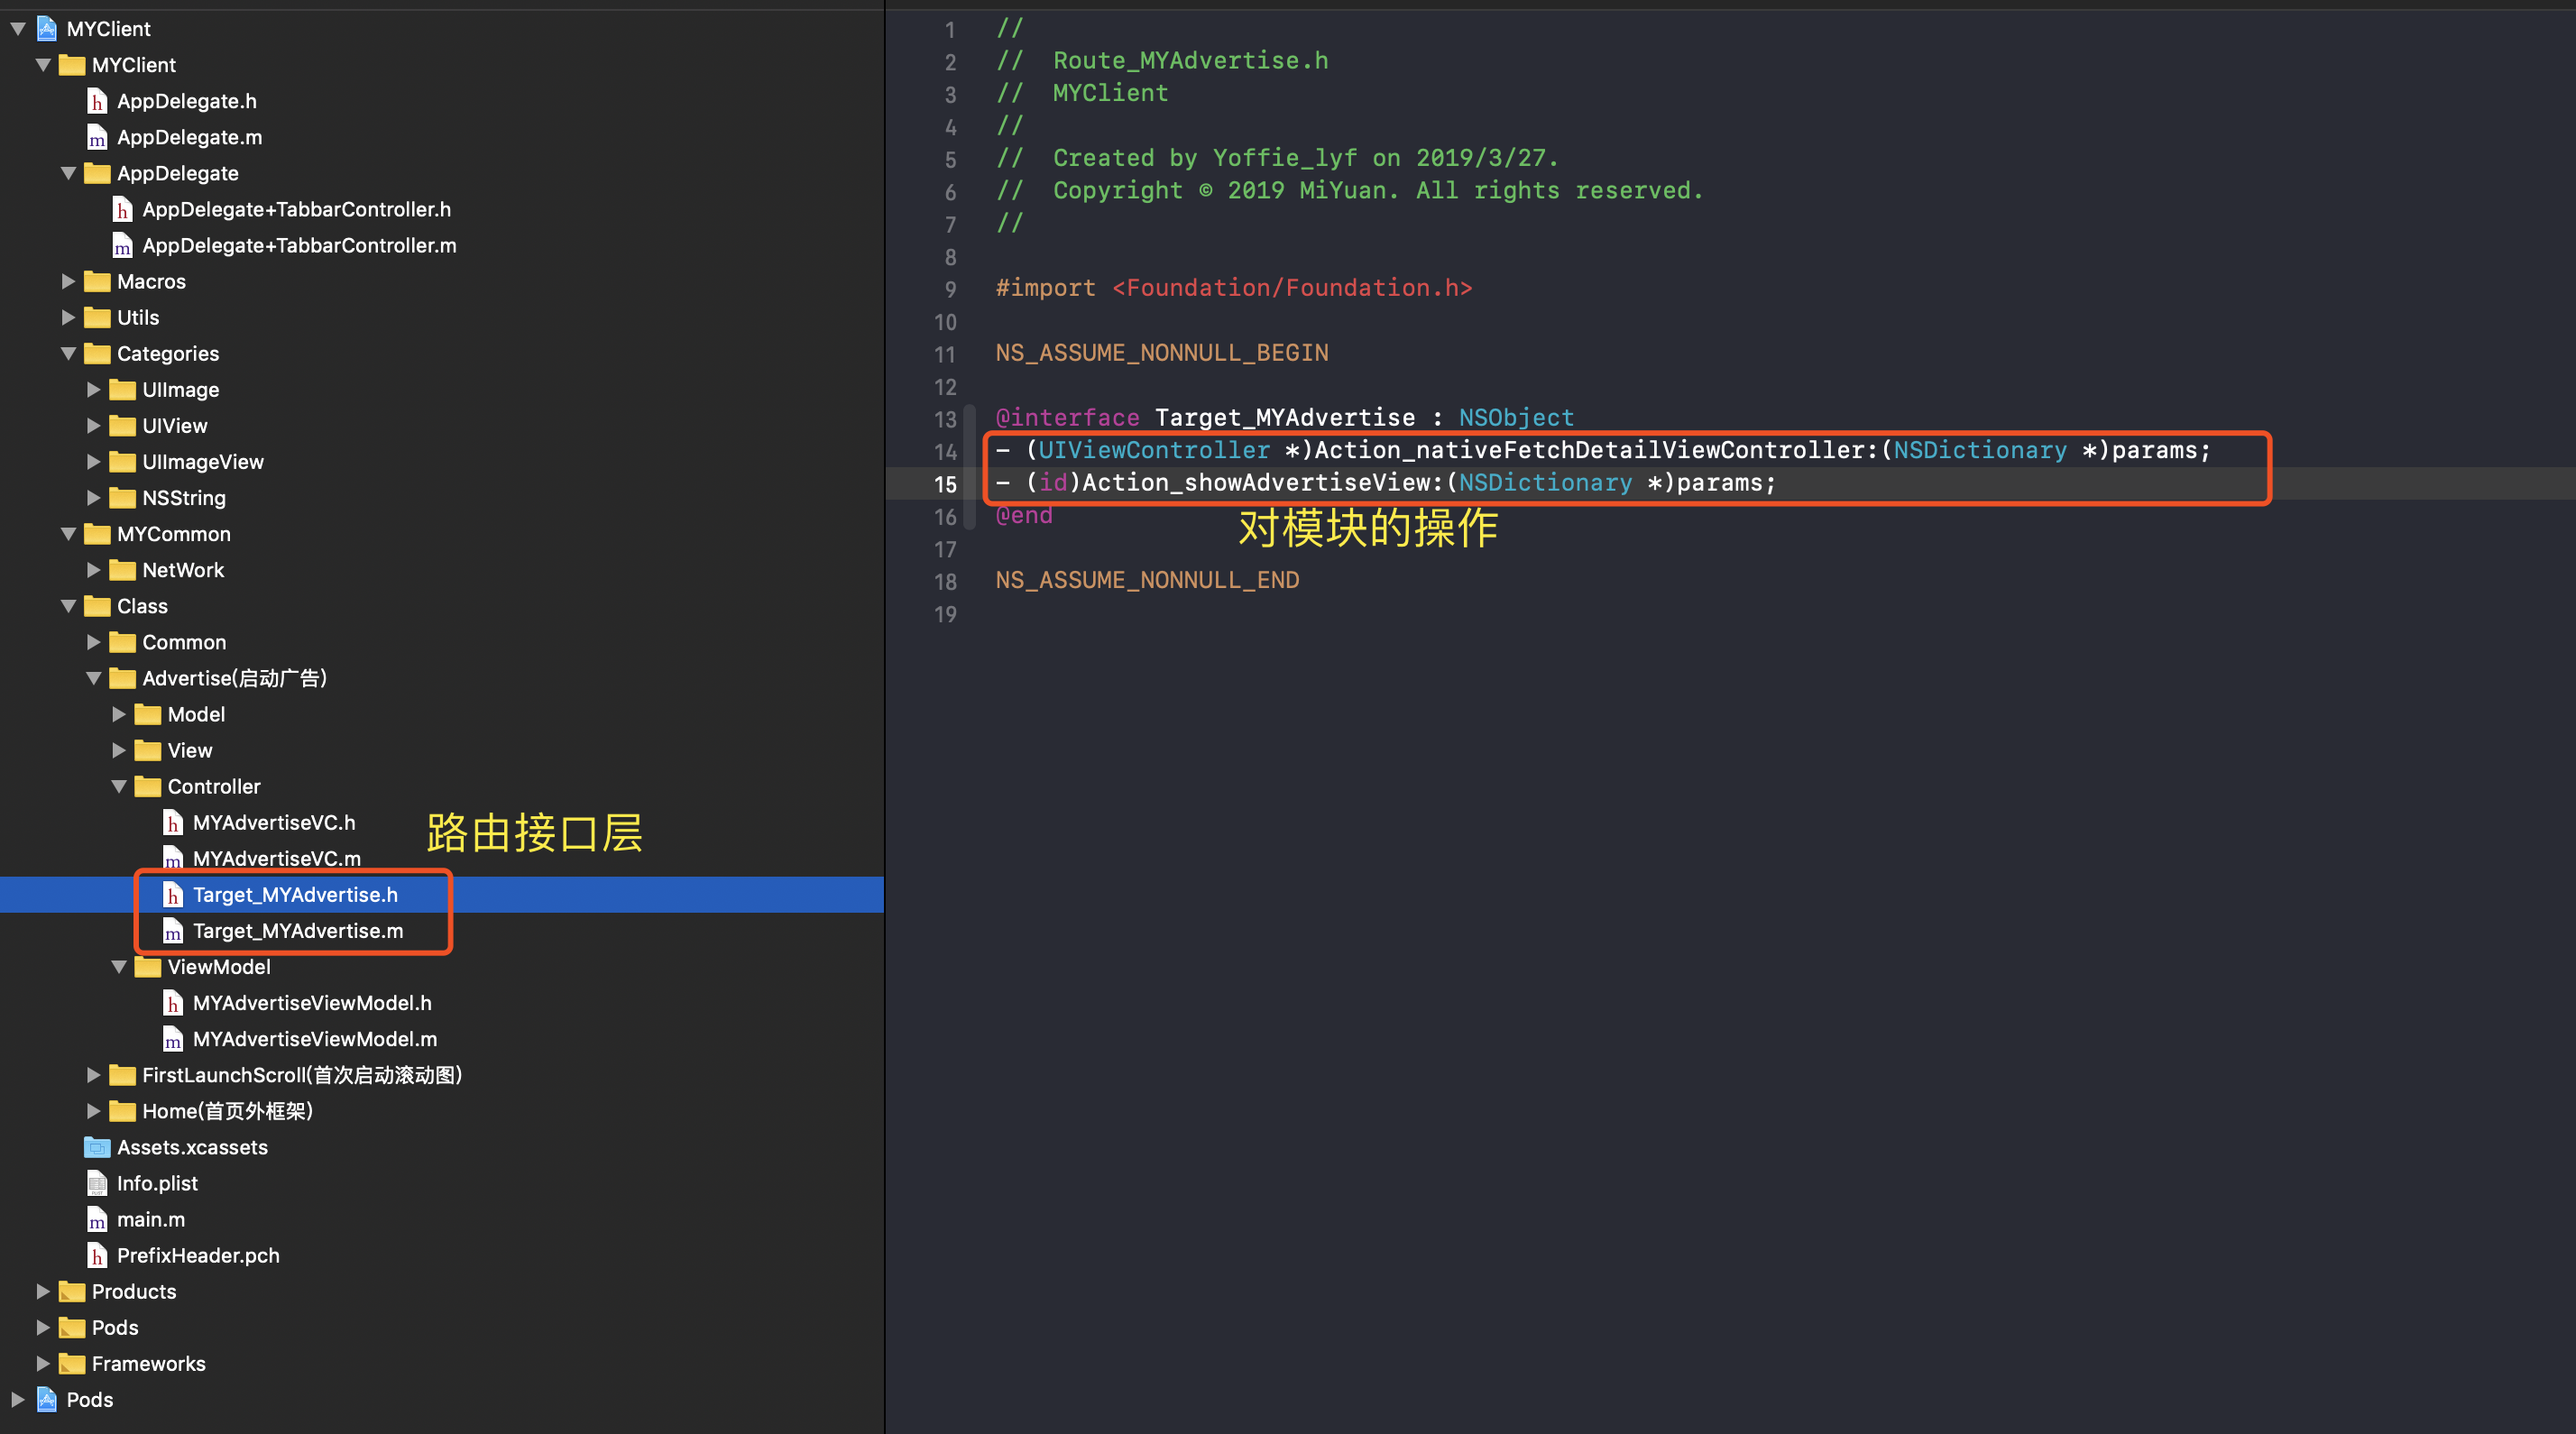 MYClient
MYClient
AppDelegate.h
AppDelegate.m
AppDelegate
AppDelegate+TabbarController.h
AppDelegate+TabbarController.m
Macros
Utils
Categories
UIImage
UIView
UIImageView
NSString
MYCommon
NetWork
Class
Common
Advertise(启动广告)
Model
View
Controller
MYAdvertiseVC.h
路由接口层
MYAdvertiseVC.m
Target_MYAdvertise.h
Target_MYAdvertise.m
ViewModel
MYAdvertiseViewModel.h
MYAdvertiseViewModel.m
FirstLaunchScroll(首次启动滚动图)
Home(首页外框架)
Assets.xcassets
Info.plist
main.m
PrefixHeader.pch
Products
Pods
Frameworks
Pods
1 //
2 //  Route_MYAdvertise.h
3 //  MYClient
4 //
5 //  Created by Yoffie_lyf on 2019/3/27.
6 //  Copyright © 2019 MiYuan. All rights reserved.
7 //
8
9 #import <Foundation/Foundation.h>
10
11 NS_ASSUME_NONNULL_BEGIN
12
13 @interface Target_MYAdvertise : NSObject
14 - (UIViewController *)Action_nativeFetchDetailViewController:(NSDictionary *)params;
15 - (id)Action_showAdvertiseView:(NSDictionary *)params;
16 @end
对模块的操作
17
18 NS_ASSUME_NONNULL_END
19